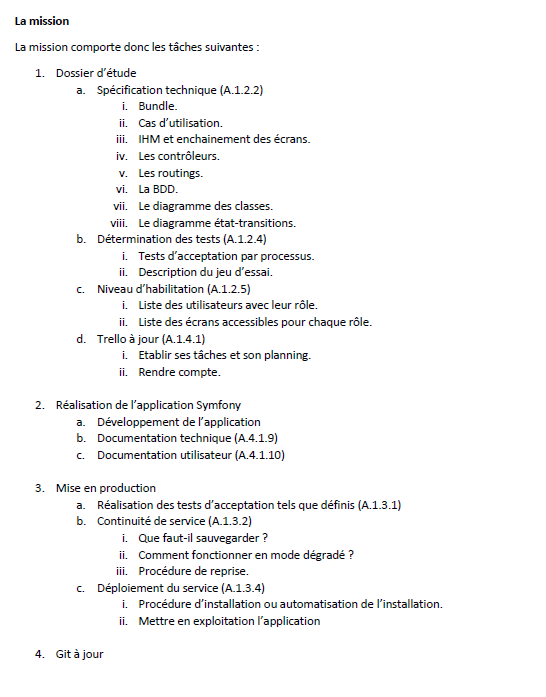 La mission
La mission comporte donc les tâches suivantes :
1. Dossier d'étude
a. Spécification technique (A.1.2.2)
i. Bundle.
ii. Cas d'utilisation.
iii. IHM et enchainement des écrans.
iv. Les contrôleurs.
v. Les routings.
vi. La BDD.
vii. Le diagramme des classes.
viii. Le diagramme état-transitions.
b. Détermination des tests (A.1.2.4)
i. Tests d'acceptation par processus.
ii. Description du jeu d'essai.
c. Niveau d'habilitation (A.1.2.5)
i. Liste des utilisateurs avec leur rôle.
ii. Liste des écrans accessibles pour chaque rôle.
d. Trello à jour (A.1.4.1)
i. Etablir ses tâches et son planning.
ii. Rendre compte.
2. Réalisation de l'application Symfony
a. Développement de l'application
b. Documentation technique (A.4.1.9)
c. Documentation utilisateur (A.4.1.10)
3. Mise en production
a. Réalisation des tests d'acceptation tels que définis (A.1.3.1)
b. Continuité de service (A.1.3.2)
i. Que faut-il sauvegarder ?
ii. Comment fonctionner en mode dégradé ?
iii. Procédure de reprise.
c. Déploiement du service (A.1.3.4)
i. Procédure d'installation ou automatisation de l'installation.
ii. Mettre en exploitation l'application
4. Git à jour